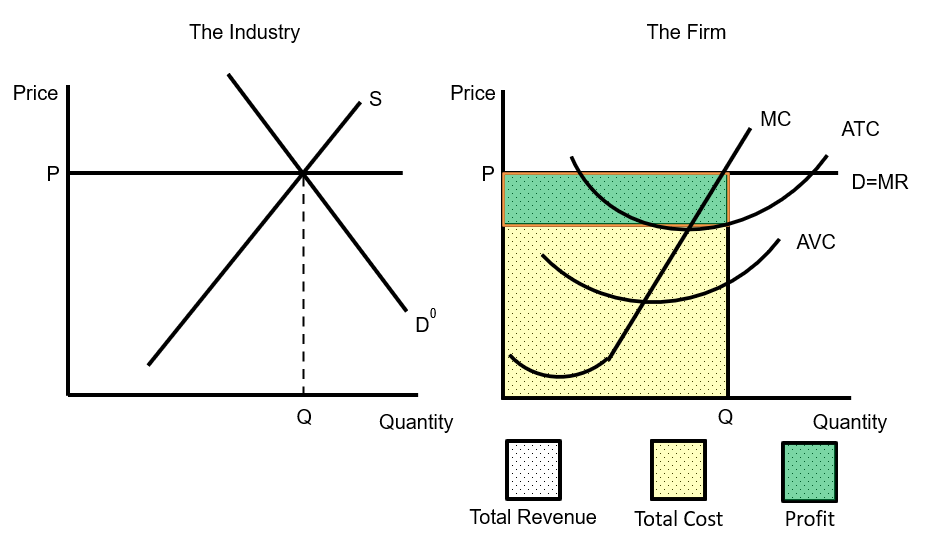 The Industry
Price
S
P
D⁰
Q
Quantity
The Firm
Price
MC
ATC
P
D=MR
AVC
Q
Quantity
Total Revenue
Total Cost
Profit